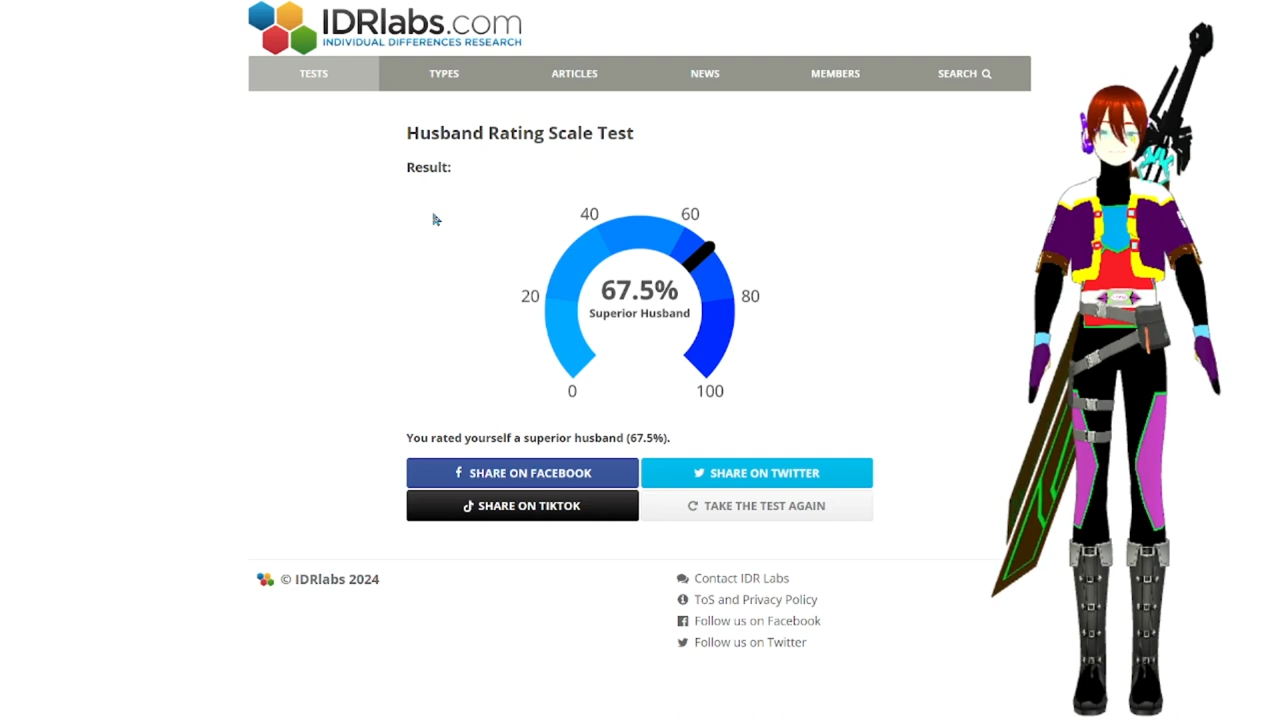 IDRlabs.com
INDIVIDUAL DIFFERENCES RESEARCH
TESTS TYPES ARTICLES NEWS MEMBERS SEARCH
Husband Rating Scale Test
Result:
40 60
20 80
67.5%
Superior Husband
0 100
You rated yourself a superior husband (67.5%).
SHARE ON FACEBOOK SHARE ON TWITTER
SHARE ON TIKTOK TAKE THE TEST AGAIN
© IDRlabs 2024
Contact IDR Labs
ToS and Privacy Policy
Follow us on Facebook
Follow us on Twitter